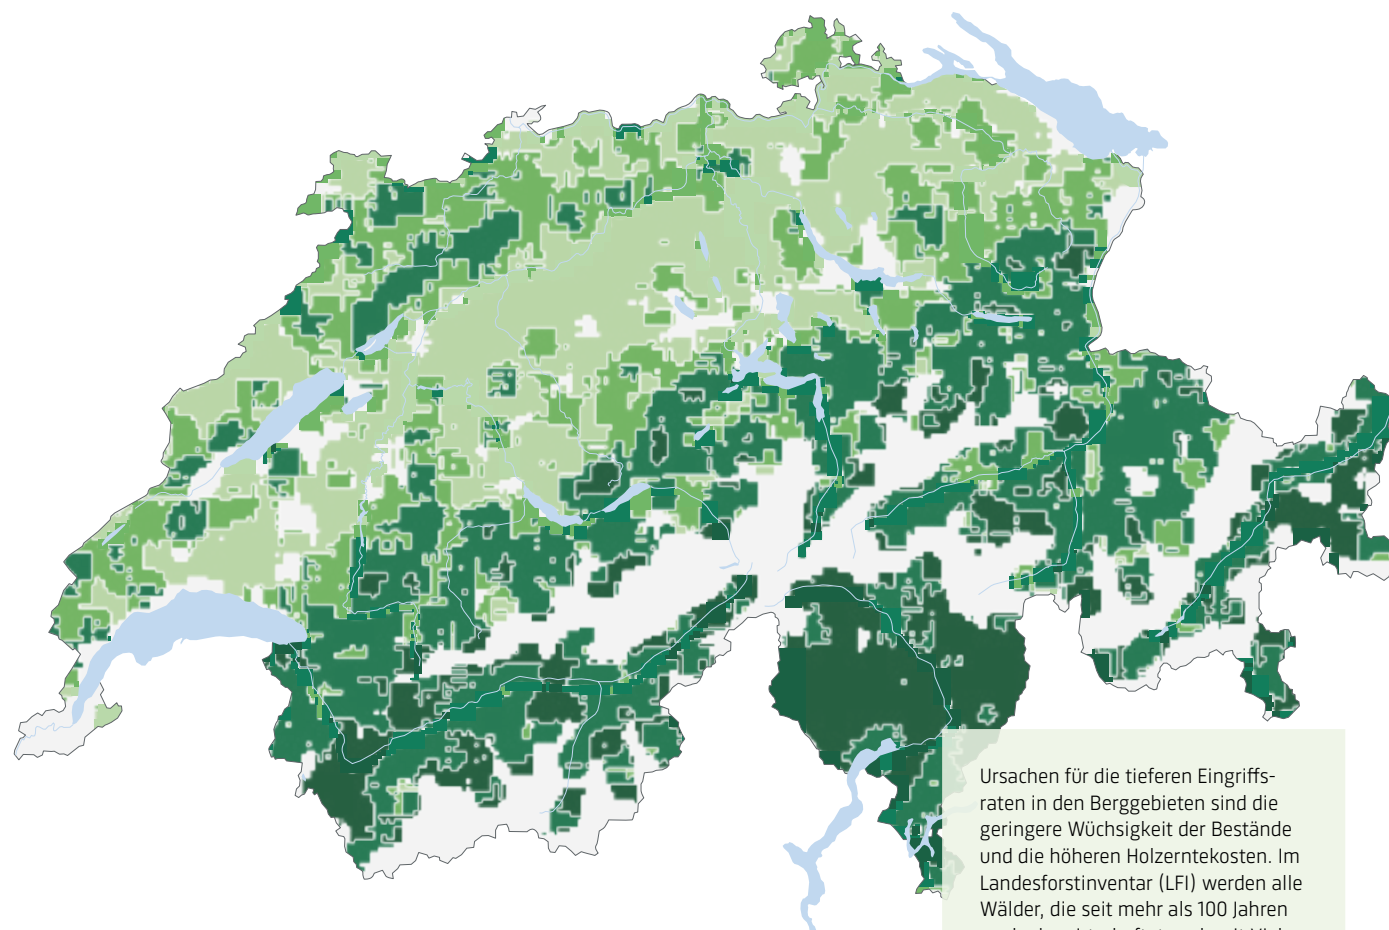 Ursachen für die tieferen Eingriffs-
raten in den Berggebieten sind die
geringere Wüchsigkeit der Bestände
und die höheren Holzerntekosten. Im
Landesforstinventar (LFI) werden alle
Wälder, die seit mehr als 100 Jahren